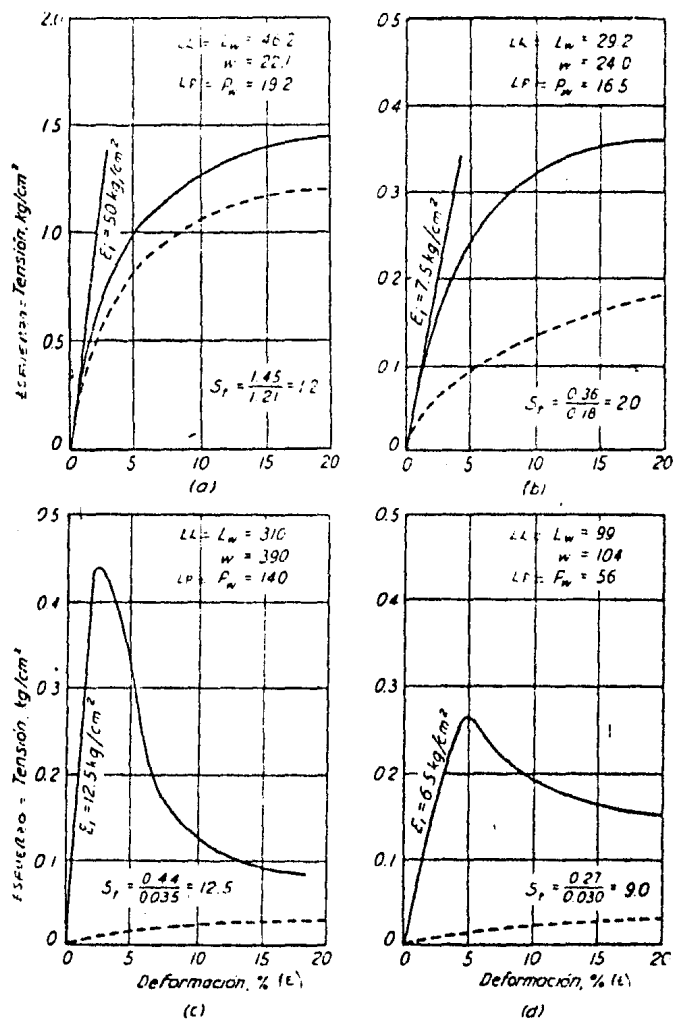 2.0
1.5
1.0
0.5
0
ESFUERZO = Tensión, kg/cm²
LL = Lw = 46.2
w = 22.1
LP = Pw = 19.2
Ei = 50 kg/cm²
St = 1.45/1.21 = 1.2
0 5 10 15 20
(a)
0.5
0.4
0.3
0.2
0.1
0
LL = Lw = 29.2
w = 24.0
LP = Pw = 16.5
Ei = 7.5 kg/cm²
St = 0.36/0.18 = 2.0
0 5 10 15 20
(b)
0.5
0.4
0.3
0.2
0.1
0
ESFUERZO = Tensión, kg/cm²
LL = Lw = 310
w = 390
LP = Pw = 140
Ei = 12.5 kg/cm²
St = 0.44/0.035 = 12.5
0 5 10 15 20
Deformación, % (ε)
(c)
0.5
0.4
0.3
0.2
0.1
0
LL = Lw = 99
w = 104
LP = Pw = 56
Ei = 6.5 kg/cm²
St = 0.27/0.030 = 9.0
0 5 10 15 20
Deformación, % (ε)
(d)